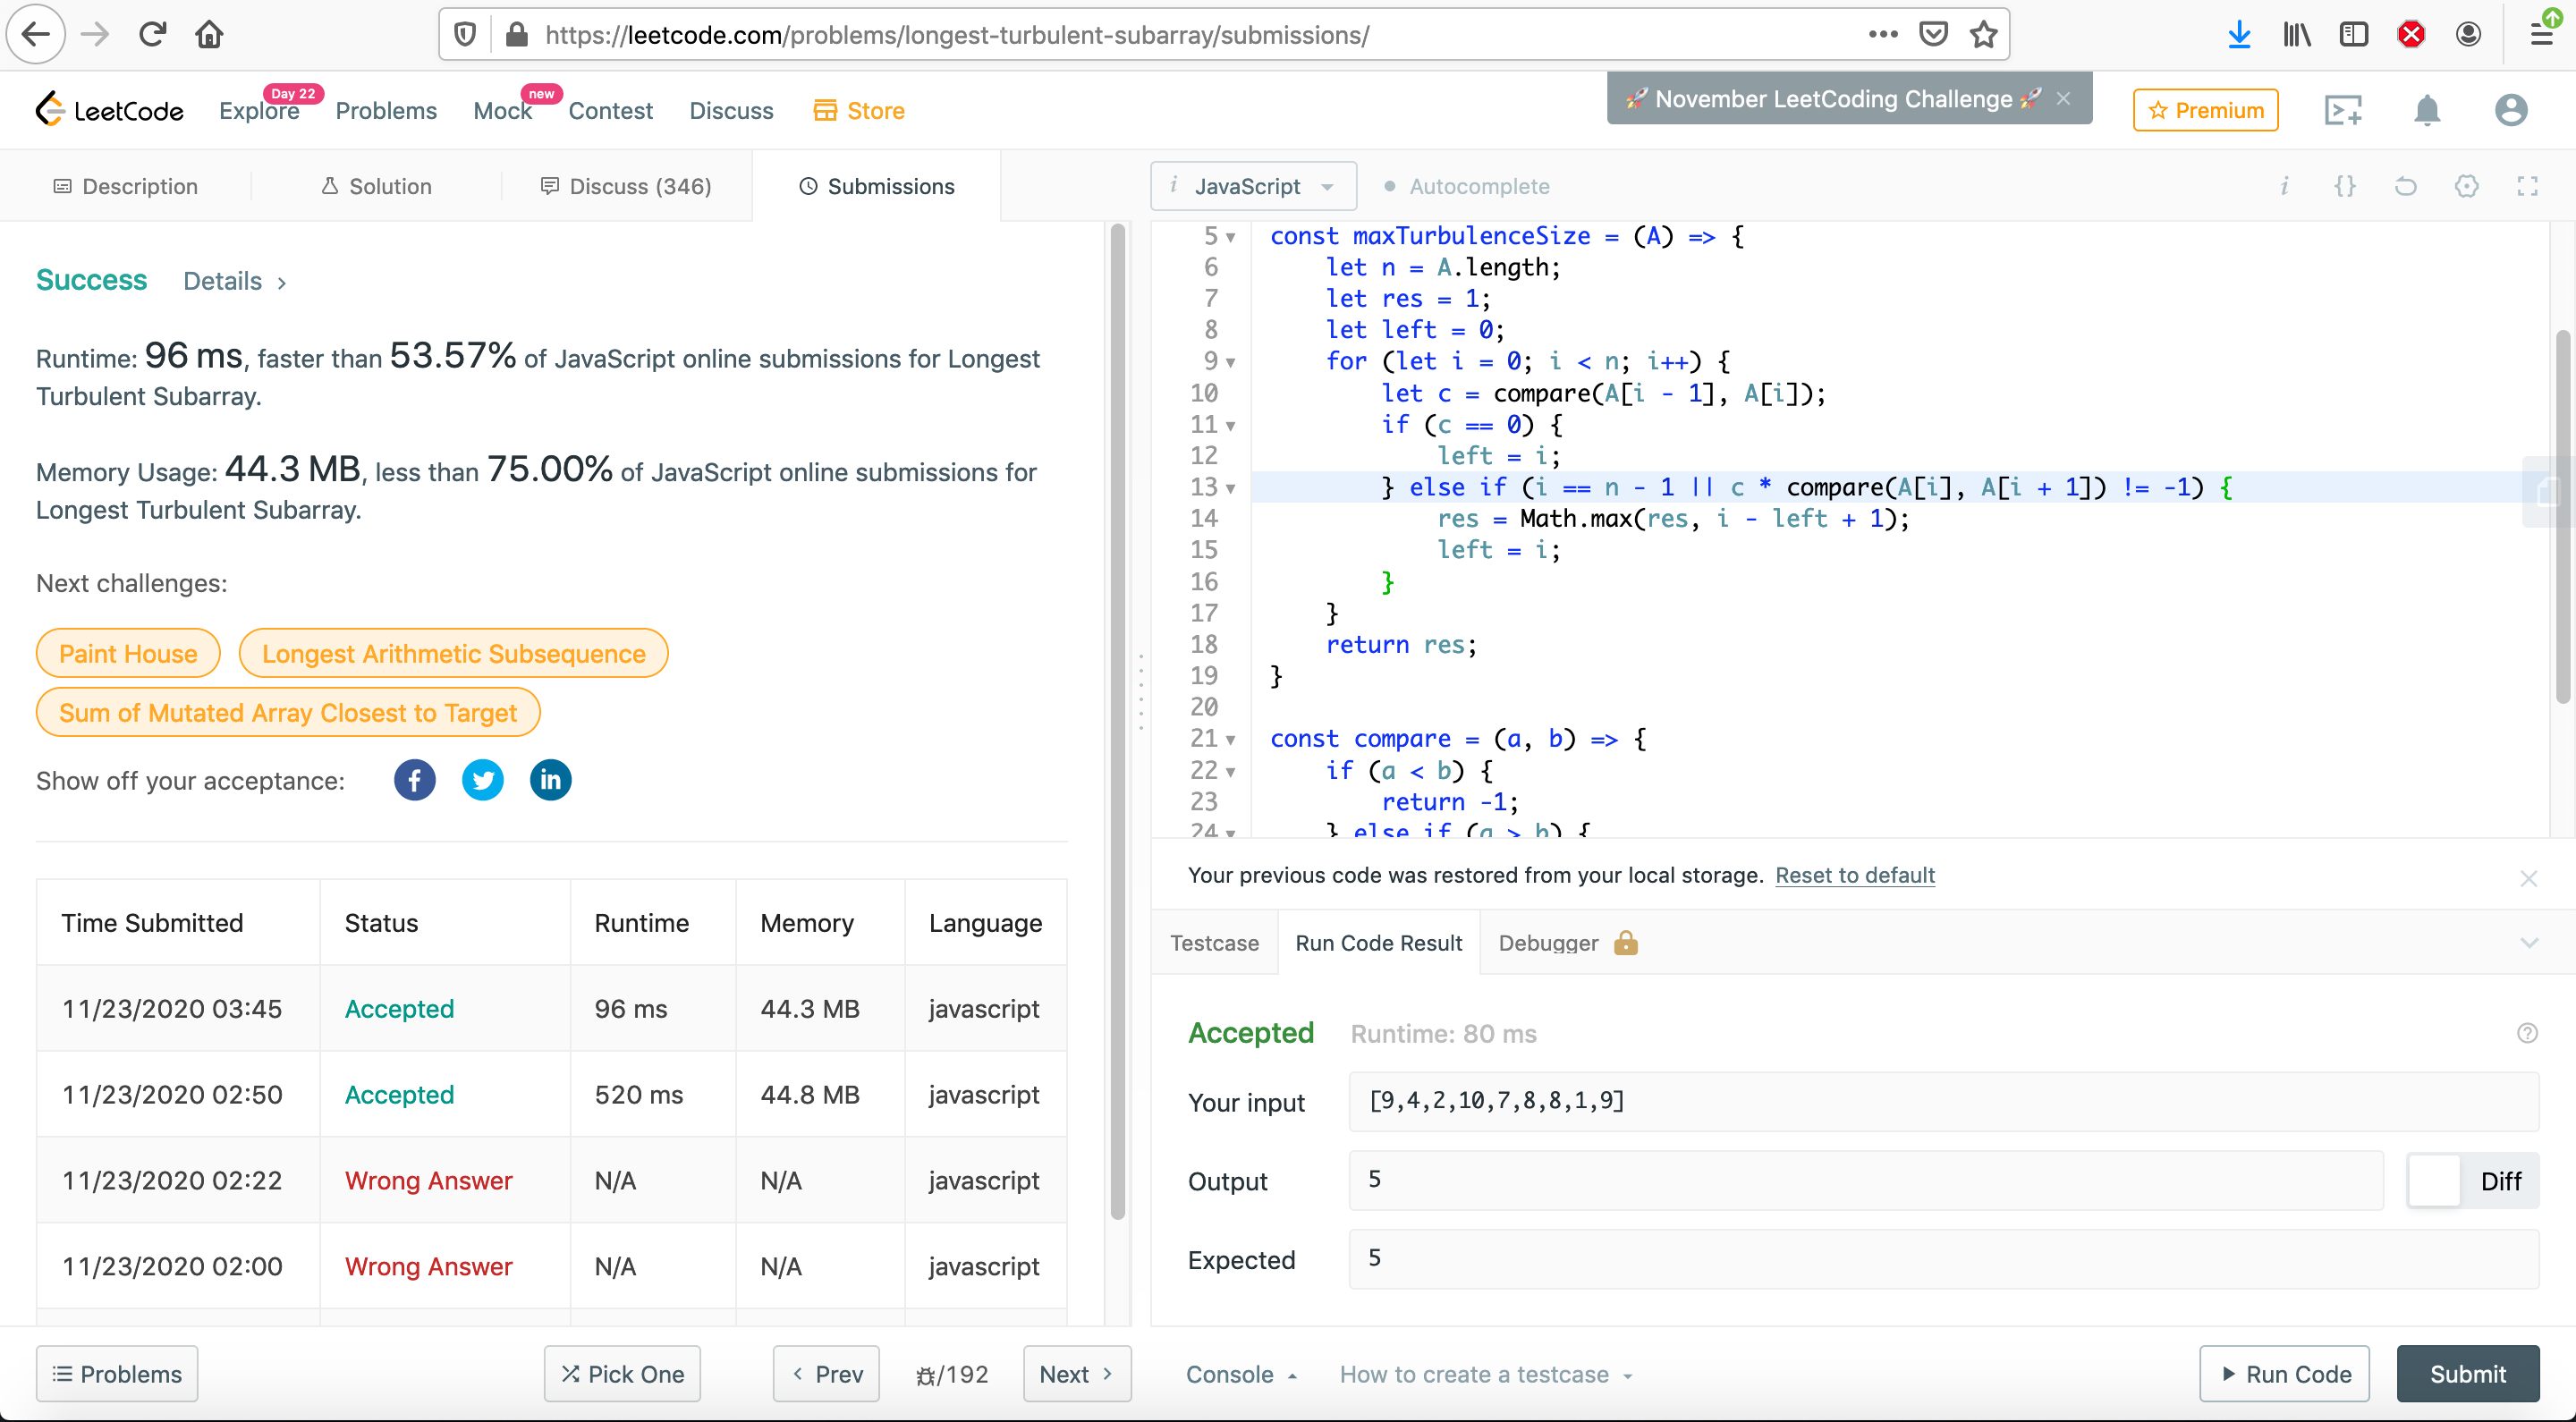 https://leetcode.com/problems/longest-turbulent-subarray/submissions/
LeetCode
Explore
Day 22
Problems
Mock
new
Contest
Discuss
Store
🚀 November LeetCoding Challenge 🚀
Premium
Description
Solution
Discuss (346)
Submissions
Success Details >
Runtime: 96 ms, faster than 53.57% of JavaScript online submissions for Longest
Turbulent Subarray.
Memory Usage: 44.3 MB, less than 75.00% of JavaScript online submissions for
Longest Turbulent Subarray.
Next challenges:
Paint House
Longest Arithmetic Subsequence
Sum of Mutated Array Closest to Target
Show off your acceptance:
Time Submitted Status Runtime Memory Language
11/23/2020 03:45 Accepted 96 ms 44.3 MB javascript
11/23/2020 02:50 Accepted 520 ms 44.8 MB javascript
11/23/2020 02:22 Wrong Answer N/A N/A javascript
11/23/2020 02:00 Wrong Answer N/A N/A javascript
Problems
Pick One
< Prev
/192
Next >
i JavaScript
Autocomplete
5 const maxTurbulenceSize = (A) => {
6 let n = A.length;
7 let res = 1;
8 let left = 0;
9 for (let i = 0; i < n; i++) {
10 let c = compare(A[i - 1], A[i]);
11 if (c == 0) {
12 left = i;
13 } else if (i == n - 1 || c * compare(A[i], A[i + 1]) != -1) {
14 res = Math.max(res, i - left + 1);
15 left = i;
16 }
17 }
18 return res;
19 }
20
21 const compare = (a, b) => {
22 if (a < b) {
23 return -1;
24 } else if (a > b) {
Your previous code was restored from your local storage. Reset to default
Testcase
Run Code Result
Debugger
Accepted Runtime: 80 ms
Your input [9,4,2,10,7,8,8,1,9]
Output 5
Diff
Expected 5
Console
How to create a testcase
Run Code
Submit